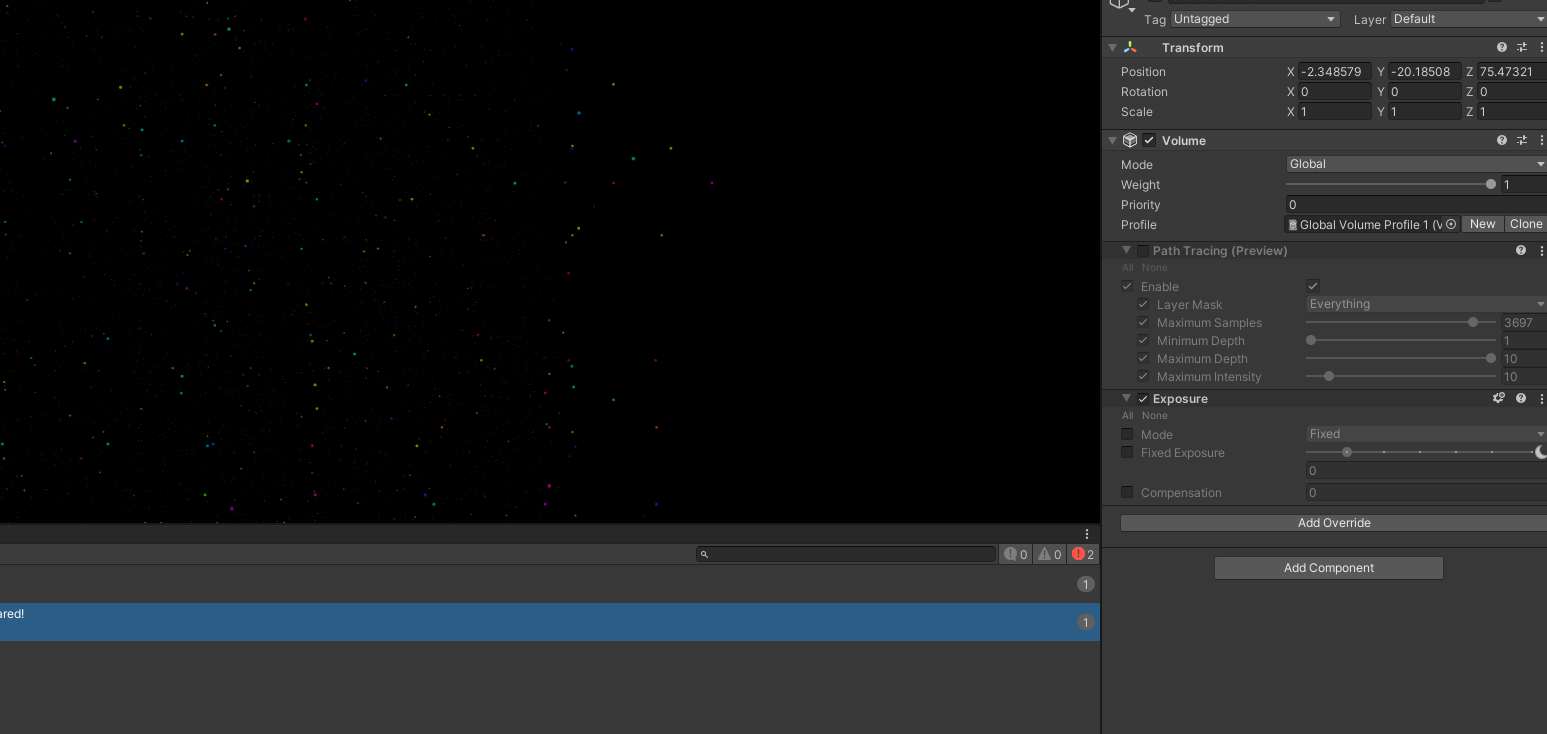 Tag Untagged Layer Default
Transform
Position X -2.348579 Y -20.18508 Z 75.47321
Rotation X 0 Y 0 Z 0
Scale X 1 Y 1 Z 1
Volume
Mode Global
Weight 1
Priority 0
Profile Global Volume Profile 1 (V New Clone
Path Tracing (Preview)
All None
Enable
Layer Mask Everything
Maximum Samples 3697
Minimum Depth 1
Maximum Depth 10
Maximum Intensity 10
Exposure
All None
Mode Fixed
Fixed Exposure
0
Compensation 0
Add Override
Add Component
0 0 2
1
ared! 1